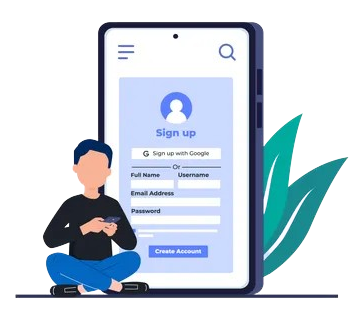 Sign up
G Sign up with Google
Or
Full Name Username
Email Address
Password
Create Account